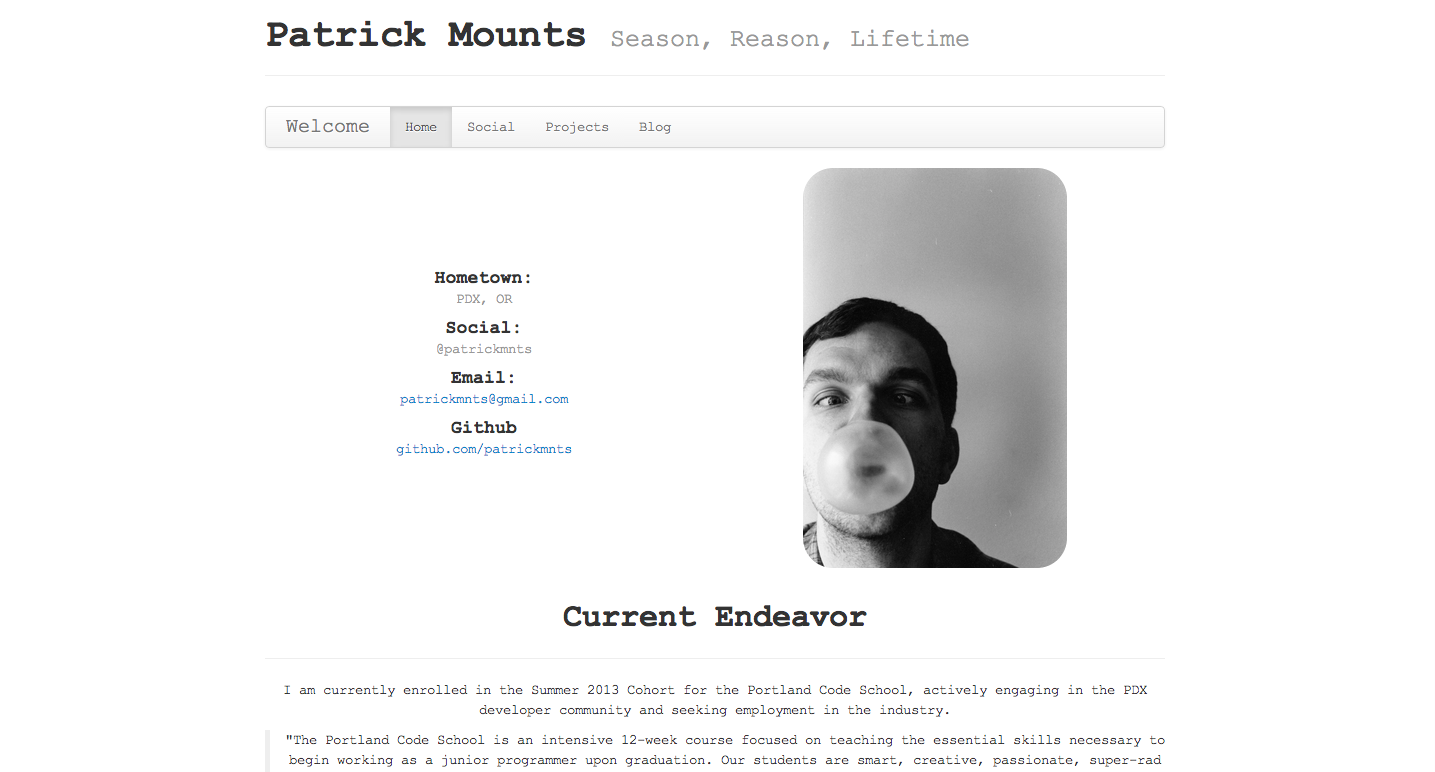 Patrick Mounts Season, Reason, Lifetime
Welcome Home Social Projects Blog
Hometown:
PDX, OR
Social:
@patrickmnts
Email:
patrickmnts@gmail.com
Github
github.com/patrickmnts
Current Endeavor
I am currently enrolled in the Summer 2013 Cohort for the Portland Code School, actively engaging in the PDX
developer community and seeking employment in the industry.
"The Portland Code School is an intensive 12-week course focused on teaching the essential skills necessary to
begin working as a junior programmer upon graduation. Our students are smart, creative, passionate, super-rad